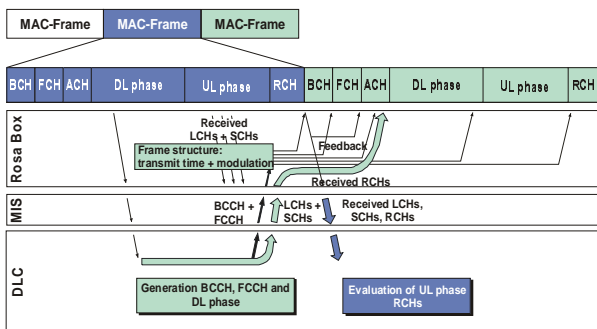 MAC-Frame MAC-Frame MAC-Frame
BCH FCH ACH DL phase UL phase RCH BCH FCH ACH DL phase UL phase RCH
Rosa Box
Received
LCHs + SCHs
Feedback
Frame structure:
transmit time + modulation
Received RCHs
MIS
BCCH +
FCCH
LCHs +
SCHs
Received LCHs,
SCHs, RCHs
DLC
Generation BCCH, FCCH and
DL phase
Evaluation of UL phase
RCHs